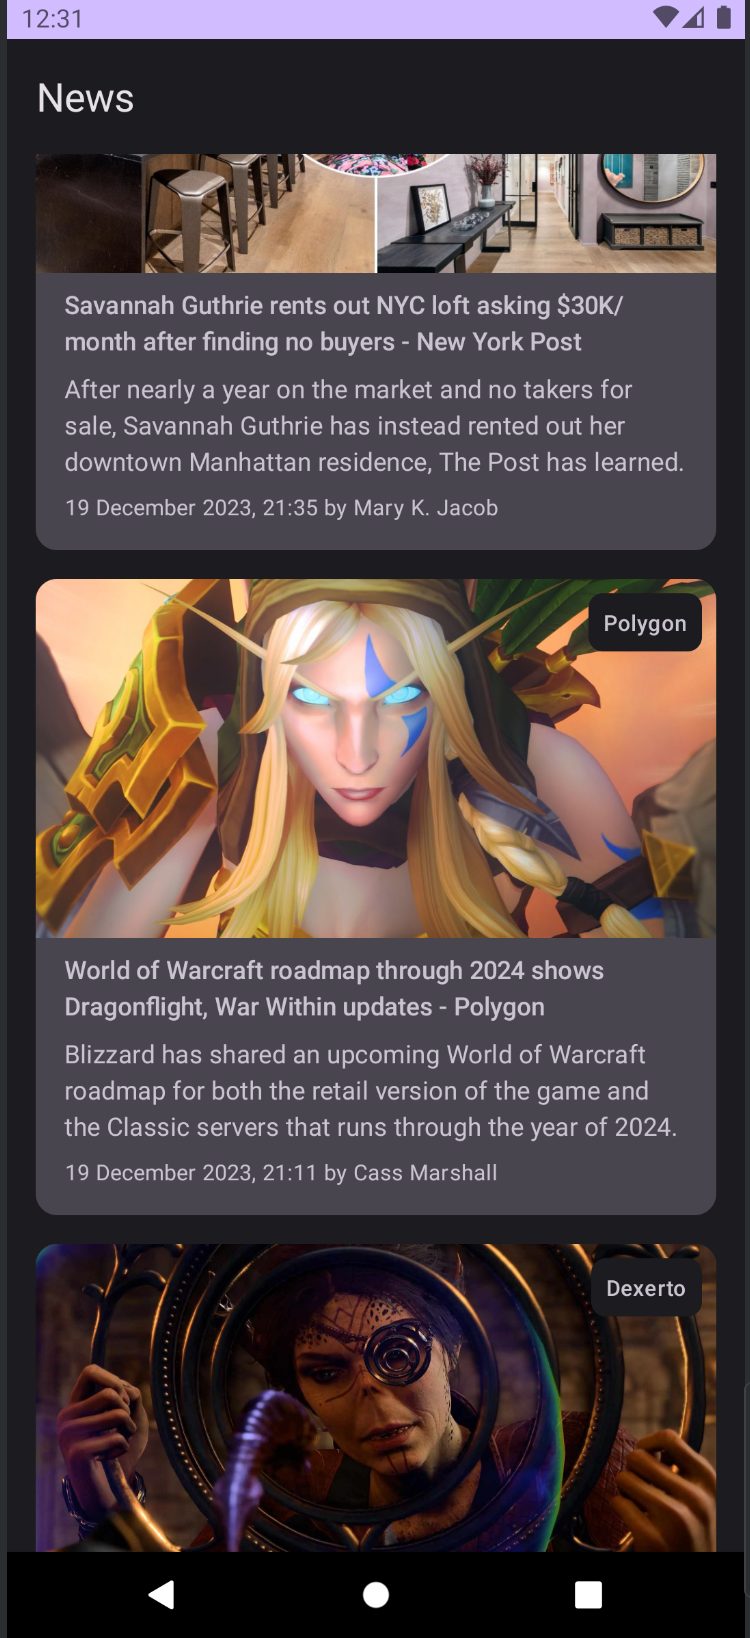 12:31
News
Savannah Guthrie rents out NYC loft asking $30K/
month after finding no buyers - New York Post
After nearly a year on the market and no takers for
sale, Savannah Guthrie has instead rented out her
downtown Manhattan residence, The Post has learned.
19 December 2023, 21:35 by Mary K. Jacob
Polygon
World of Warcraft roadmap through 2024 shows
Dragonflight, War Within updates - Polygon
Blizzard has shared an upcoming World of Warcraft
roadmap for both the retail version of the game and
the Classic servers that runs through the year of 2024.
19 December 2023, 21:11 by Cass Marshall
Dexerto